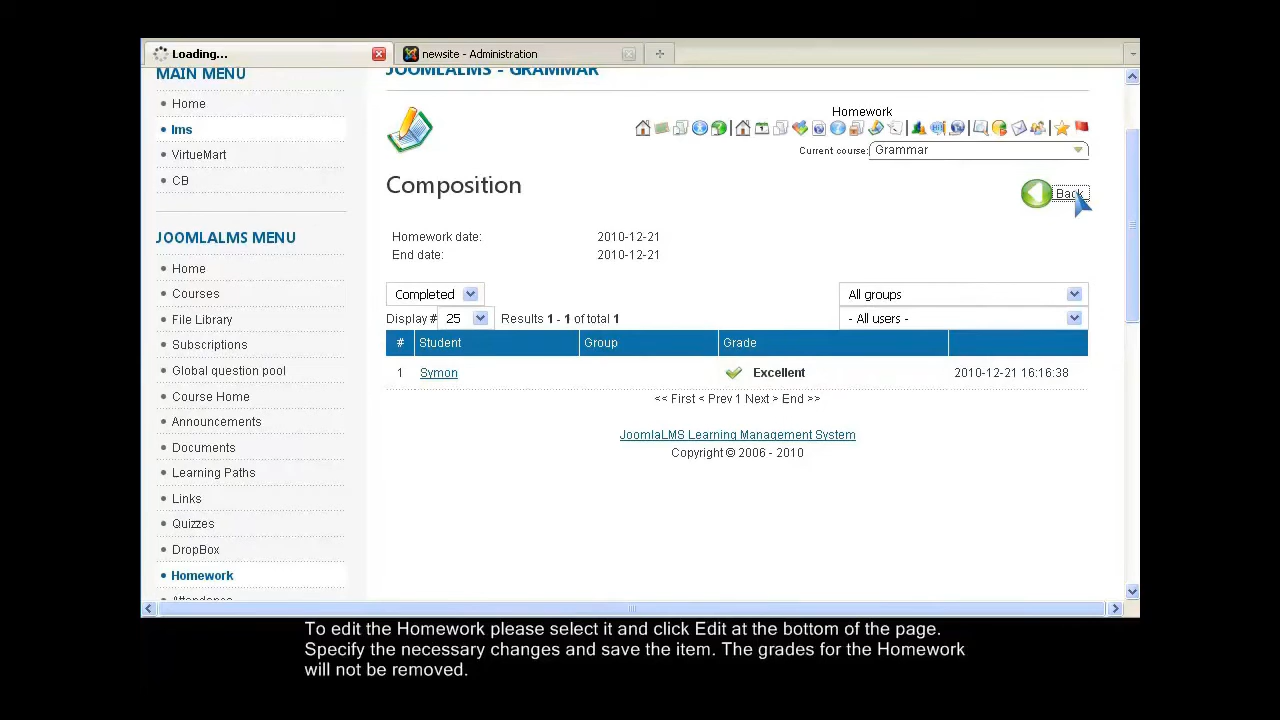 Loading...
newsite - Administration
MAIN MENU
Home
lms
VirtueMart
CB
JOOMLALMS MENU
Home
Courses
File Library
Subscriptions
Global question pool
Course Home
Announcements
Documents
Learning Paths
Links
Quizzes
DropBox
Homework
Attendance
JOOMLALMS - GRAMMAR
Homework
Current course: Grammar
Composition
Back
Homework date: 2010-12-21
End date: 2010-12-21
Completed
All groups
Display # 25 Results 1 - 1 of total 1
- All users -
# Student Group Grade
1 Symon Excellent 2010-12-21 16:16:38
<< First < Prev 1 Next > End >>
JoomlaLMS Learning Management System
Copyright © 2006 - 2010
To edit the Homework please select it and click Edit at the bottom of the page.
Specify the necessary changes and save the item. The grades for the Homework
will not be removed.